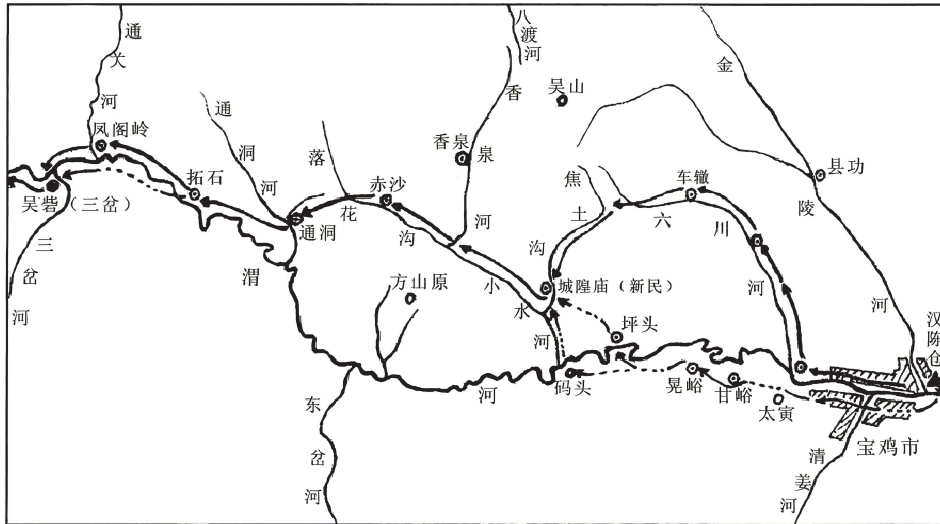 通大河
八渡河
金陵河
吴山
香泉河
通洞河
凤阁岭
落花沟
香泉
拓石
赤沙
车辙
县功
焦土沟
六川河
吴砦（三岔）
通洞
三岔河
渭河
方山原
小水河
城隍庙（新民）
坪头
汉陈仓
码头
晃峪
甘峪
太寅
东岔河
宝鸡市
清姜河